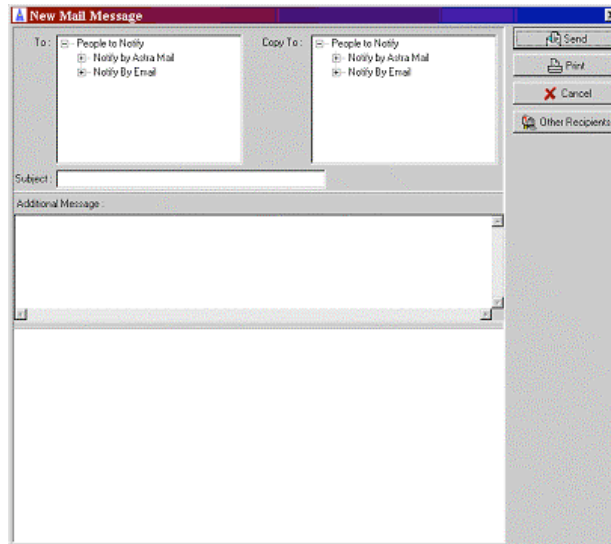 New Mail Message
To : People to Notify
Notify by Astra Mail
Notify By Email
Copy To : People to Notify
Notify by Astra Mail
Notify By Email
Send
Print
Cancel
Other Recipients
Subject :
Additional Message :